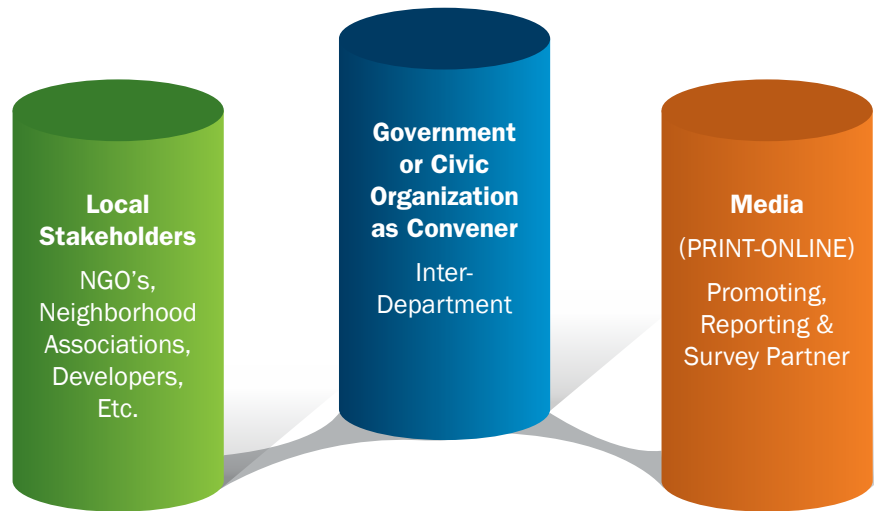 Local
Stakeholders
NGO’s,
Neighborhood
Associations,
Developers,
Etc.
Government
or Civic
Organization
as Convener
Inter-
Department
Media
(PRINT-ONLINE)
Promoting,
Reporting &
Survey Partner